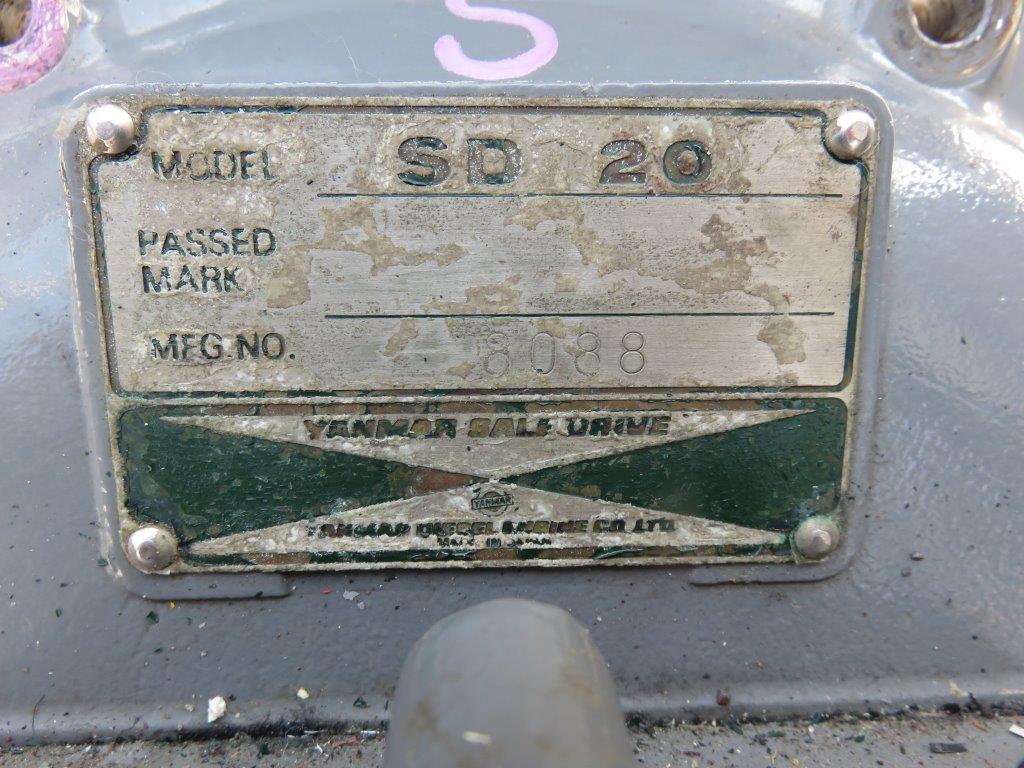 S
MODEL SD 20
PASSED
MARK
MFG.NO. 8088
YANMAR SAIL DRIVE
YANMAR
YANMAR DIESEL ENGINE CO., LTD.
MADE IN JAPAN